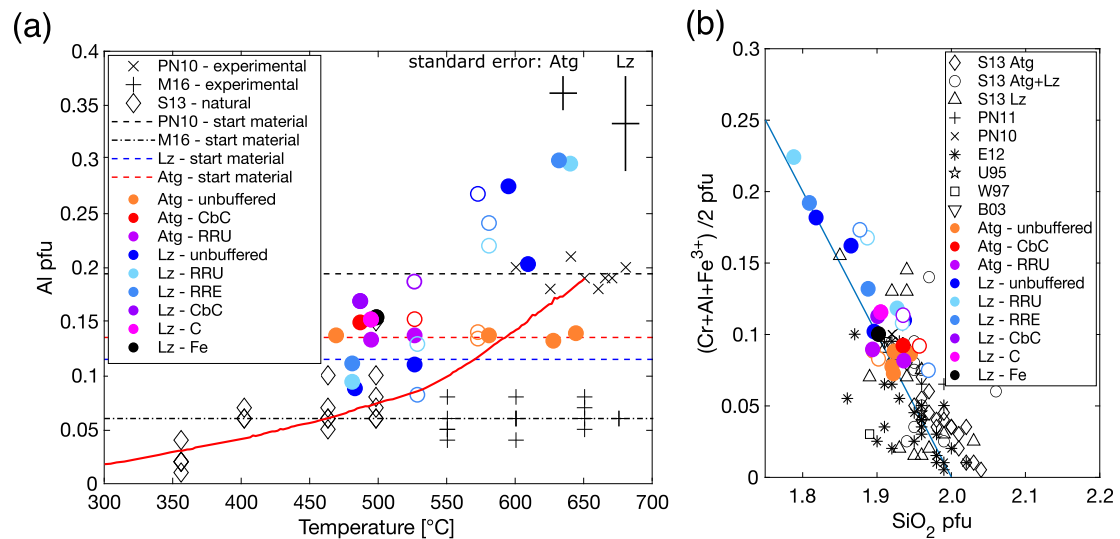 (a)
standard error: Atg Lz
PN10 - experimental
M16 - experimental
S13 - natural
PN10 - start material
M16 - start material
Lz - start material
Atg - start material
Atg - unbuffered
Atg - CbC
Atg - RRU
Lz - unbuffered
Lz - RRU
Lz - RRE
Lz - CbC
Lz - C
Lz - Fe
Al pfu
0.4
0.35
0.3
0.25
0.2
0.15
0.1
0.05
0
300 350 400 450 500 550 600 650 700
Temperature [°C]
(b)
S13 Atg
S13 Atg+Lz
S13 Lz
PN11
PN10
E12
U95
W97
B03
Atg - unbuffered
Atg - CbC
Atg - RRU
Lz - unbuffered
Lz - RRU
Lz - RRE
Lz - CbC
Lz - C
Lz - Fe
(Cr+Al+Fe³⁺) /2 pfu
0.3
0.25
0.2
0.15
0.1
0.05
0
1.8 1.9 2.0 2.1 2.2
SiO₂ pfu